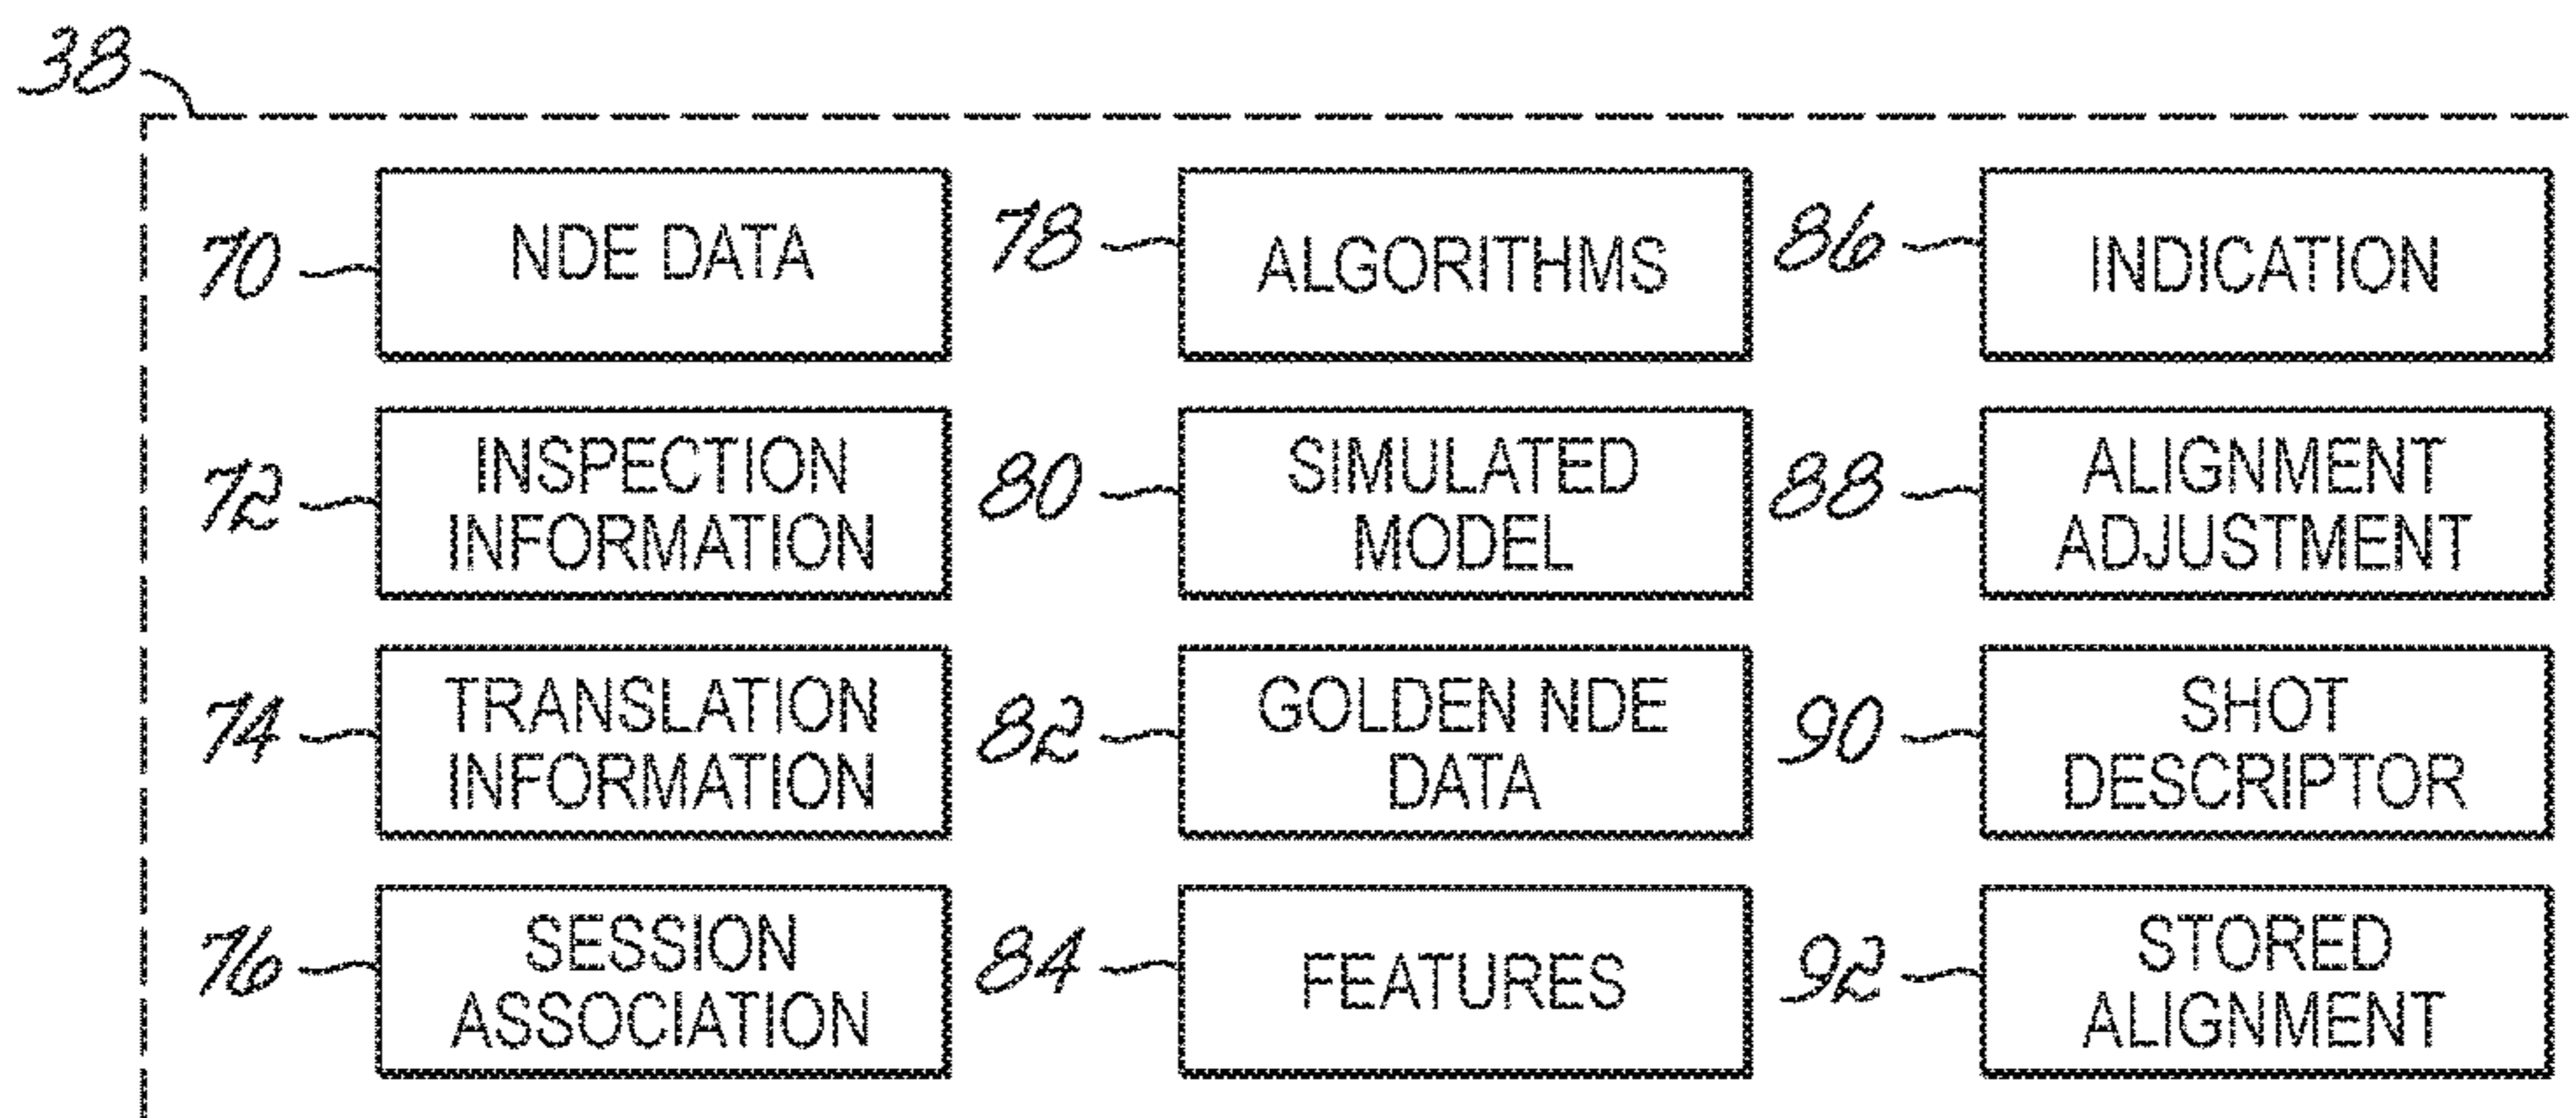 38
70
NDE DATA
78
ALGORITHMS
86
INDICATION
72
INSPECTION
INFORMATION
80
SIMULATED
MODEL
88
ALIGNMENT
ADJUSTMENT
74
TRANSLATION
INFORMATION
82
GOLDEN NDE
DATA
90
SHOT
DESCRIPTOR
76
SESSION
ASSOCIATION
84
FEATURES
92
STORED
ALIGNMENT